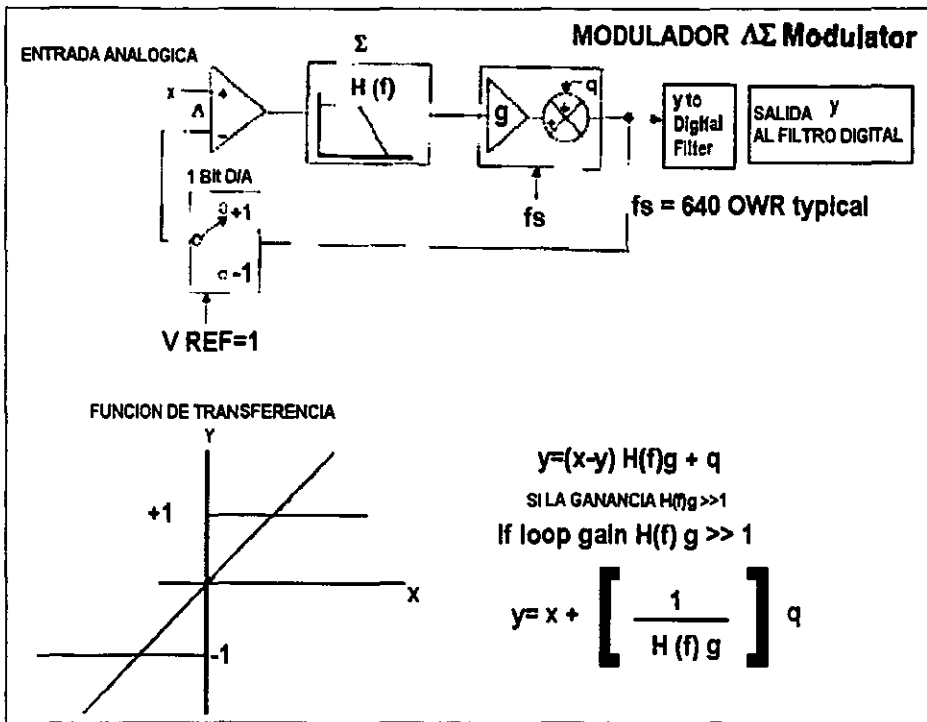 MODULADOR ΔΣ Modulator
ENTRADA ANALOGICA
Σ
x
+
Δ
−
H (f)
g
q
y to
Digital
Filter
SALIDA y
AL FILTRO DIGITAL
1 Bit D/A
+1
-1
fs
fs = 640 OWR typical
V REF=1
FUNCION DE TRANSFERENCIA
Y
+1
X
-1
y=(x-y) H(f)g + q
SI LA GANANCIA H(f)g >>1
If loop gain H(f) g >> 1
y= x + [ 1 / H (f) g ] q